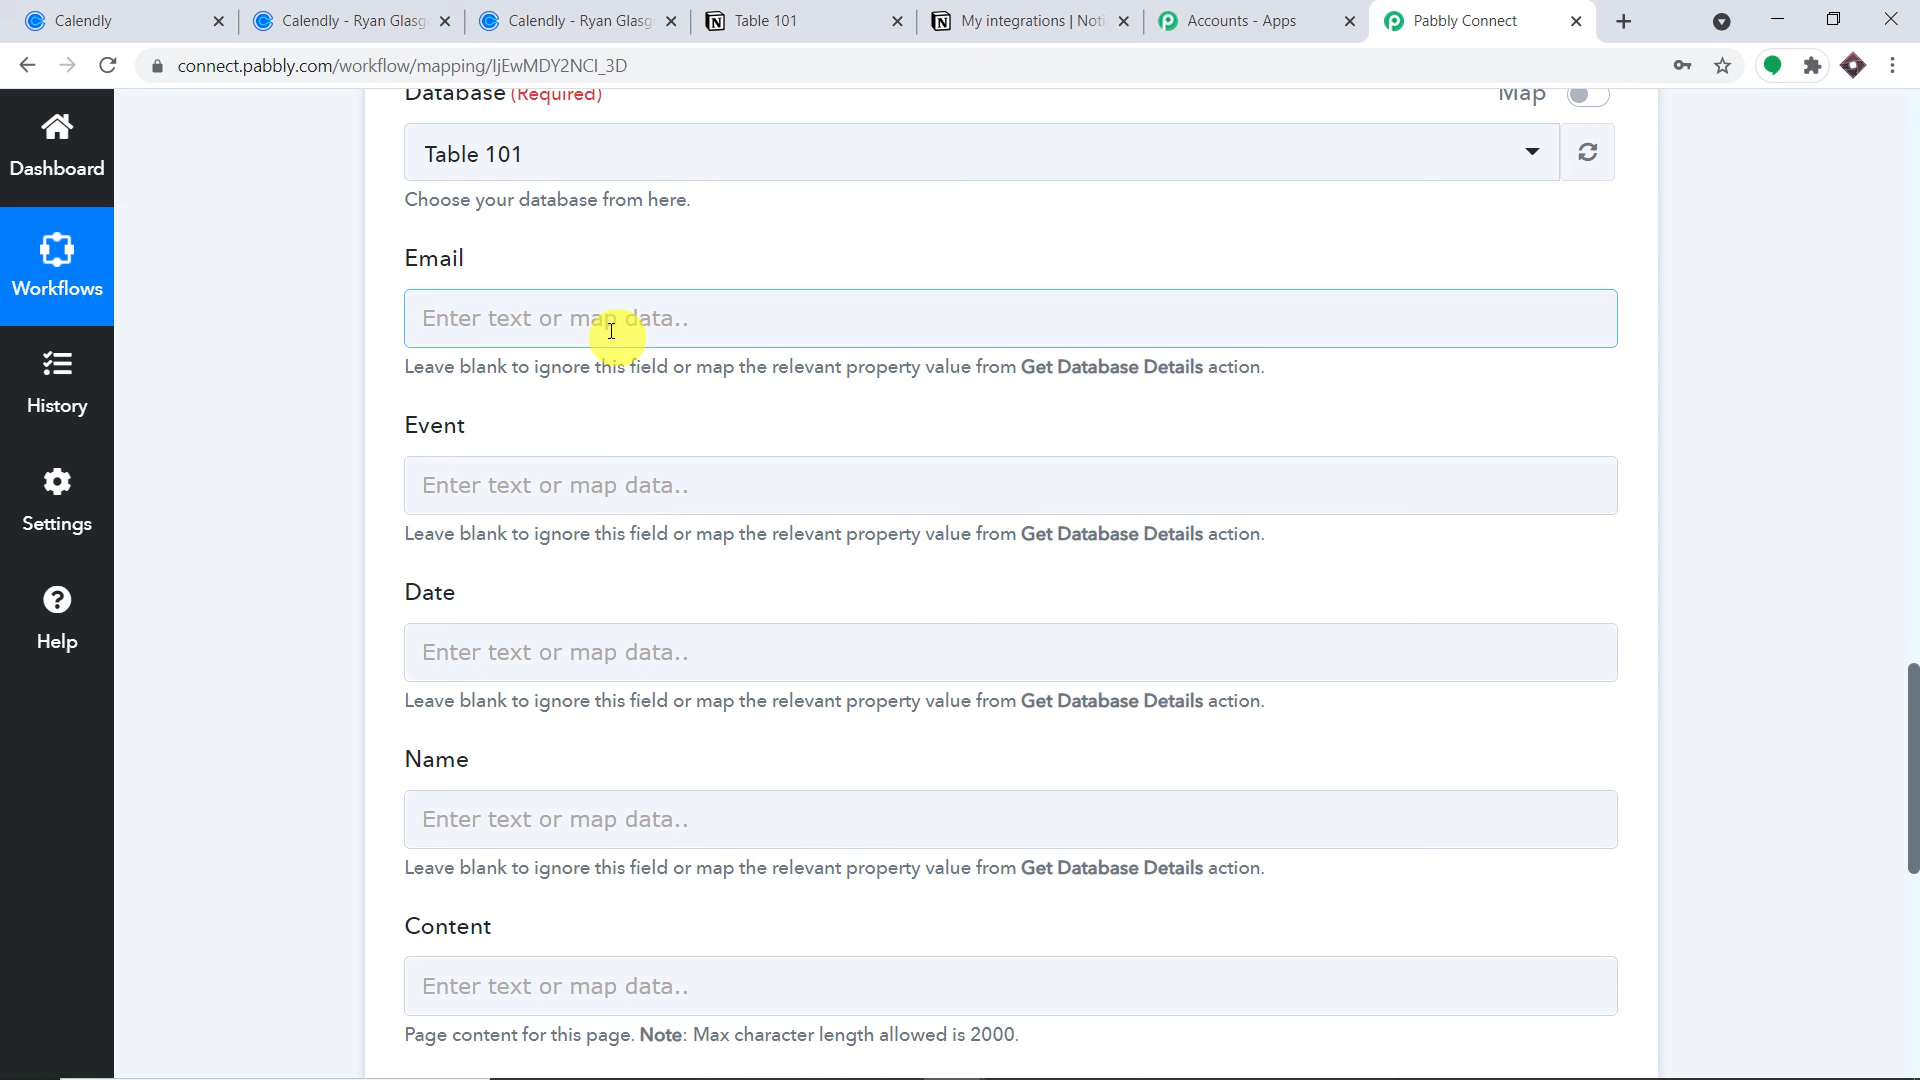 Calendly
Calendly - Ryan Glasg
Calendly - Ryan Glasg
Table 101
My integrations | Noti
Accounts - Apps
Pabbly Connect
connect.pabbly.com/workflow/mapping/IjEwMDY2NCI_3D
Dashboard
Workflows
History
Settings
Help
Database (Required)
Map
Table 101
Choose your database from here.
Email
Enter text or map data..
Leave blank to ignore this field or map the relevant property value from Get Database Details action.
Event
Enter text or map data..
Leave blank to ignore this field or map the relevant property value from Get Database Details action.
Date
Enter text or map data..
Leave blank to ignore this field or map the relevant property value from Get Database Details action.
Name
Enter text or map data..
Leave blank to ignore this field or map the relevant property value from Get Database Details action.
Content
Enter text or map data..
Page content for this page. Note: Max character length allowed is 2000.